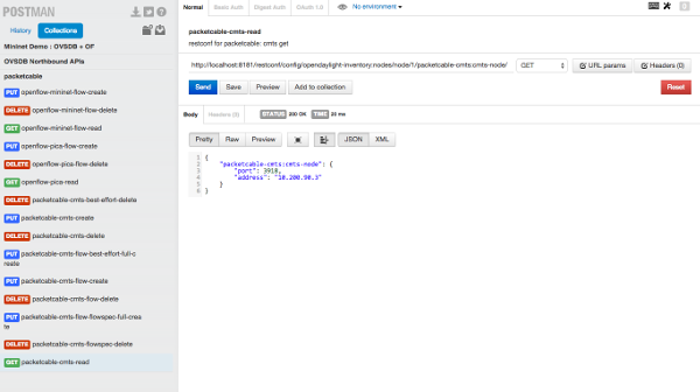 POSTMAN
History
Collections
Mininet Demo : OVSDB + OF
OVSDB Northbound APIs
packetcable
PUT openflow-mininet-flow-create
DELETE openflow-mininet-flow-delete
GET openflow-mininet-flow-read
PUT openflow-pica-flow-create
DELETE openflow-pica-flow-delete
GET openflow-pica-read
DELETE packetcable-cmts-best-effort-delete
PUT packetcable-cmts-create
DELETE packetcable-cmts-delete
PUT packetcable-cmts-flow-best-effort-full-c
reate
PUT packetcable-cmts-flow-create
DELETE packetcable-cmts-flow-delete
PUT packetcable-cmts-flow-flowspec-full-crea
te
DELETE packetcable-cmts-flowspec-delete
GET packetcable-cmts-read
Normal Basic Auth Digest Auth OAuth 1.0 No environment
packetcable-cmts-read
restconf for packetable: cmts get
http://localhost:8181/restconf/config/opendaylight-inventory:nodes/node/1/packetcable-cmts:cmts-node/ GET URL params Headers (0)
Send Save Preview Add to collection Reset
Body Headers (5) STATUS 200 OK TIME 20 ms
Pretty Raw Preview JSON XML
1 {
2 "packetcable-cmts:cmts-node": {
3 "port": 3918,
4 "address": "10.200.90.3"
5 }
6 }